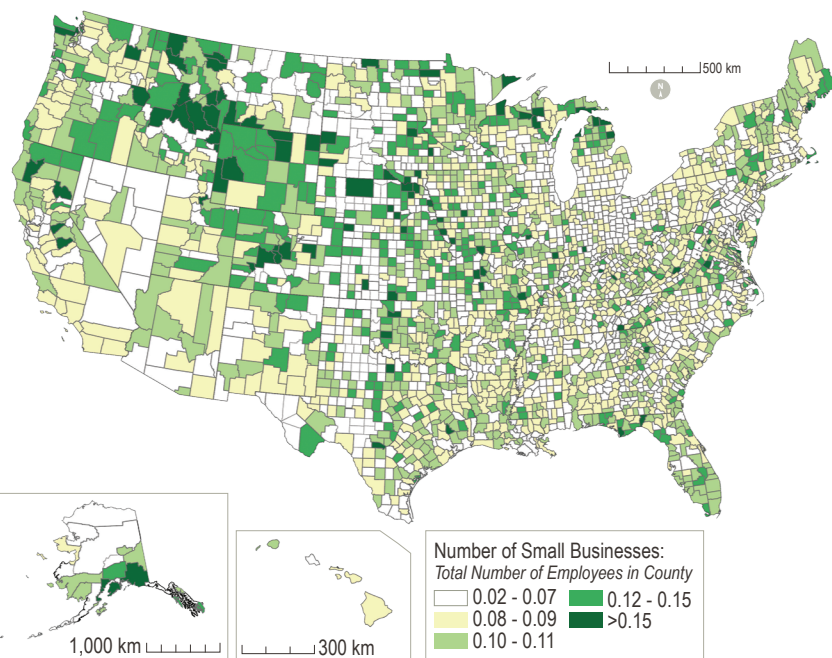 500 km
N
1,000 km
300 km
Number of Small Businesses:
Total Number of Employees in County
0.02 - 0.07
0.08 - 0.09
0.10 - 0.11
0.12 - 0.15
>0.15